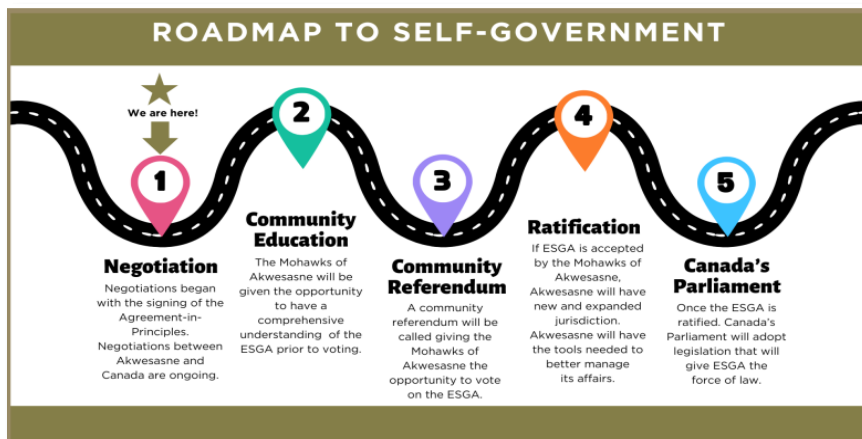 ROADMAP TO SELF-GOVERNMENT
We are here!
1
Negotiation
Negotiations began
with the signing of the
Agreement-in-
Principles.
Negotiations between
Akwesasne and
Canada are ongoing.
2
Community
Education
The Mohawks of
Akwesasne will be
given the opportunity
to have a
comprehensive
understanding of the
ESGA prior to voting.
3
Community
Referendum
A community
referendum will be
called giving the
Mohawks of
Akwesasne the
opportunity to vote
on the ESGA.
4
Ratification
If ESGA is accepted
by the Mohawks of
Akwesasne,
Akwesasne will have
new and expanded
jurisdiction.
Akwesasne will have
the tools needed to
better manage
its affairs.
5
Canada's
Parliament
Once the ESGA is
ratified. Canada's
Parliament will adopt
legislation that will
give ESGA the
force of law.